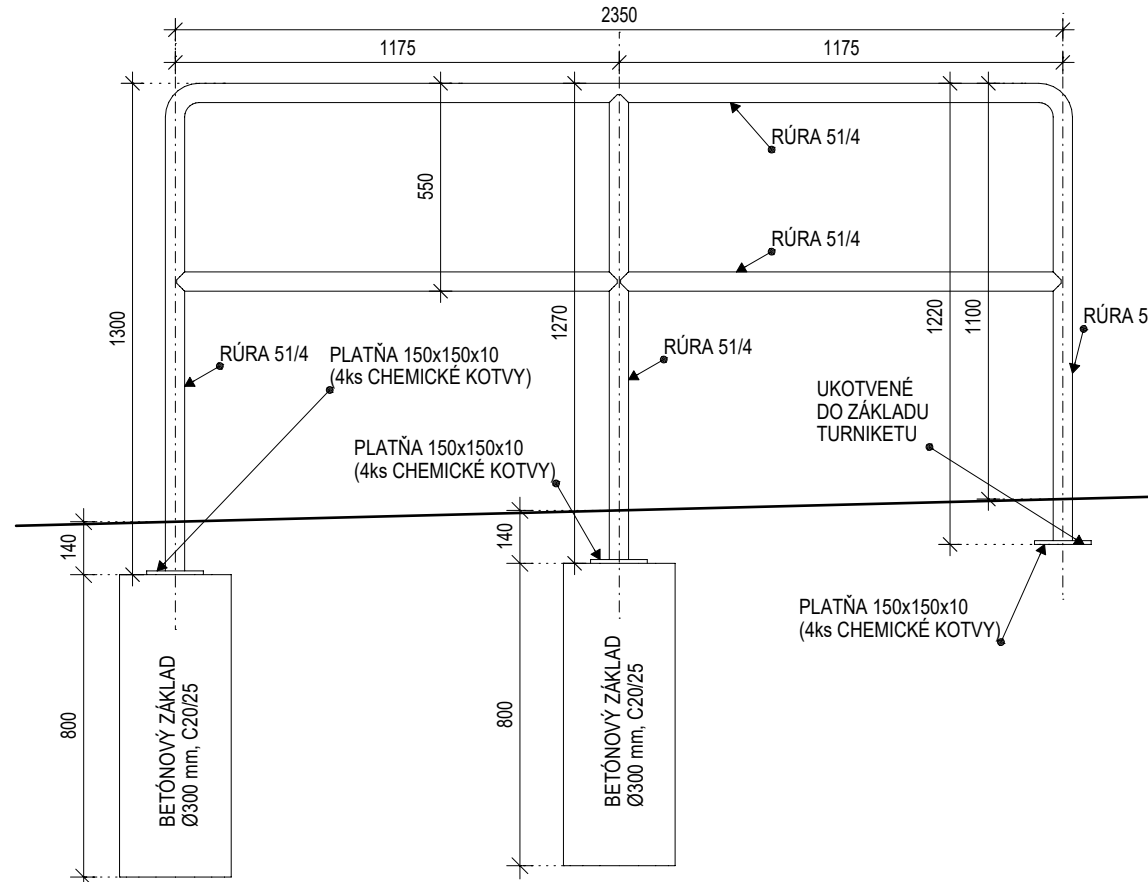 2350
1175
1175
RÚRA 51/4
550
RÚRA 51/4
1300
1270
1220
1100
RÚRA 5
RÚRA 51/4
PLATŇA 150x150x10
(4ks CHEMICKÉ KOTVY)
RÚRA 51/4
UKOTVENÉ
DO ZÁKLADU
TURNIKETU
PLATŇA 150x150x10
(4ks CHEMICKÉ KOTVY)
140
140
PLATŇA 150x150x10
(4ks CHEMICKÉ KOTVY)
800
BETÓNOVÝ ZÁKLAD
Ø300 mm, C20/25
800
BETÓNOVÝ ZÁKLAD
Ø300 mm, C20/25